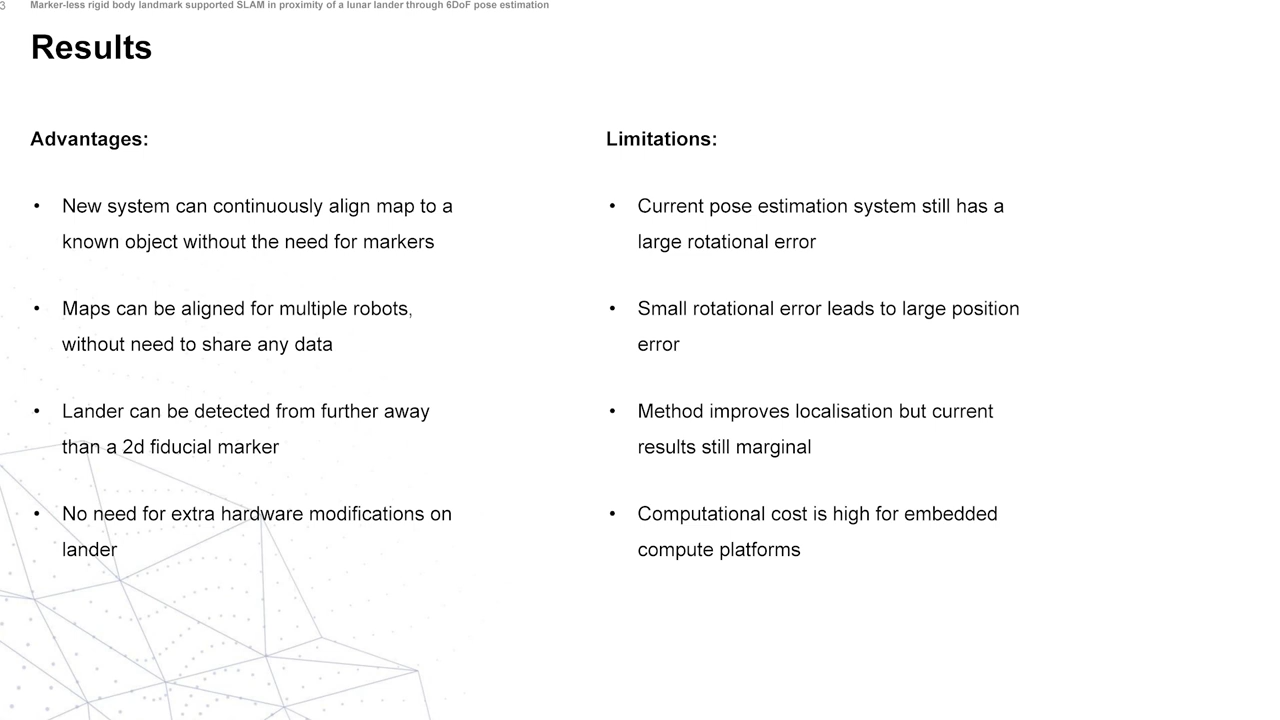 3 Marker-less rigid body landmark supported SLAM in proximity of a lunar lander through 6DoF pose estimation
Results
Advantages:
• New system can continuously align map to a
known object without the need for markers
• Maps can be aligned for multiple robots,
without need to share any data
• Lander can be detected from further away
than a 2d fiducial marker
• No need for extra hardware modifications on
lander
Limitations:
• Current pose estimation system still has a
large rotational error
• Small rotational error leads to large position
error
• Method improves localisation but current
results still marginal
• Computational cost is high for embedded
compute platforms